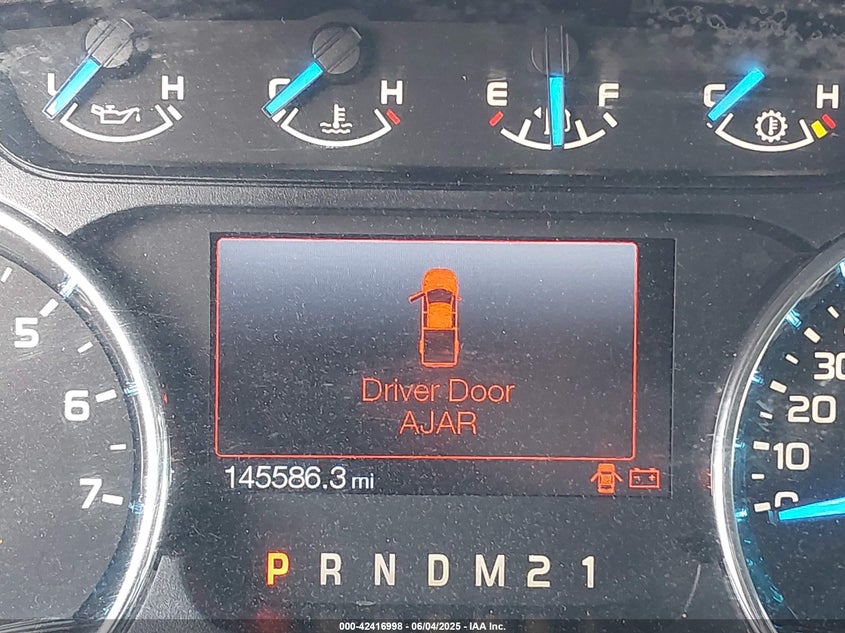 L H C H E F C H
5
6
7
Driver Door
AJAR
145586.3 mi
30
20
10
0
P R N D M 2 1
000-42416998 - 06/04/2025 - IAA Inc.